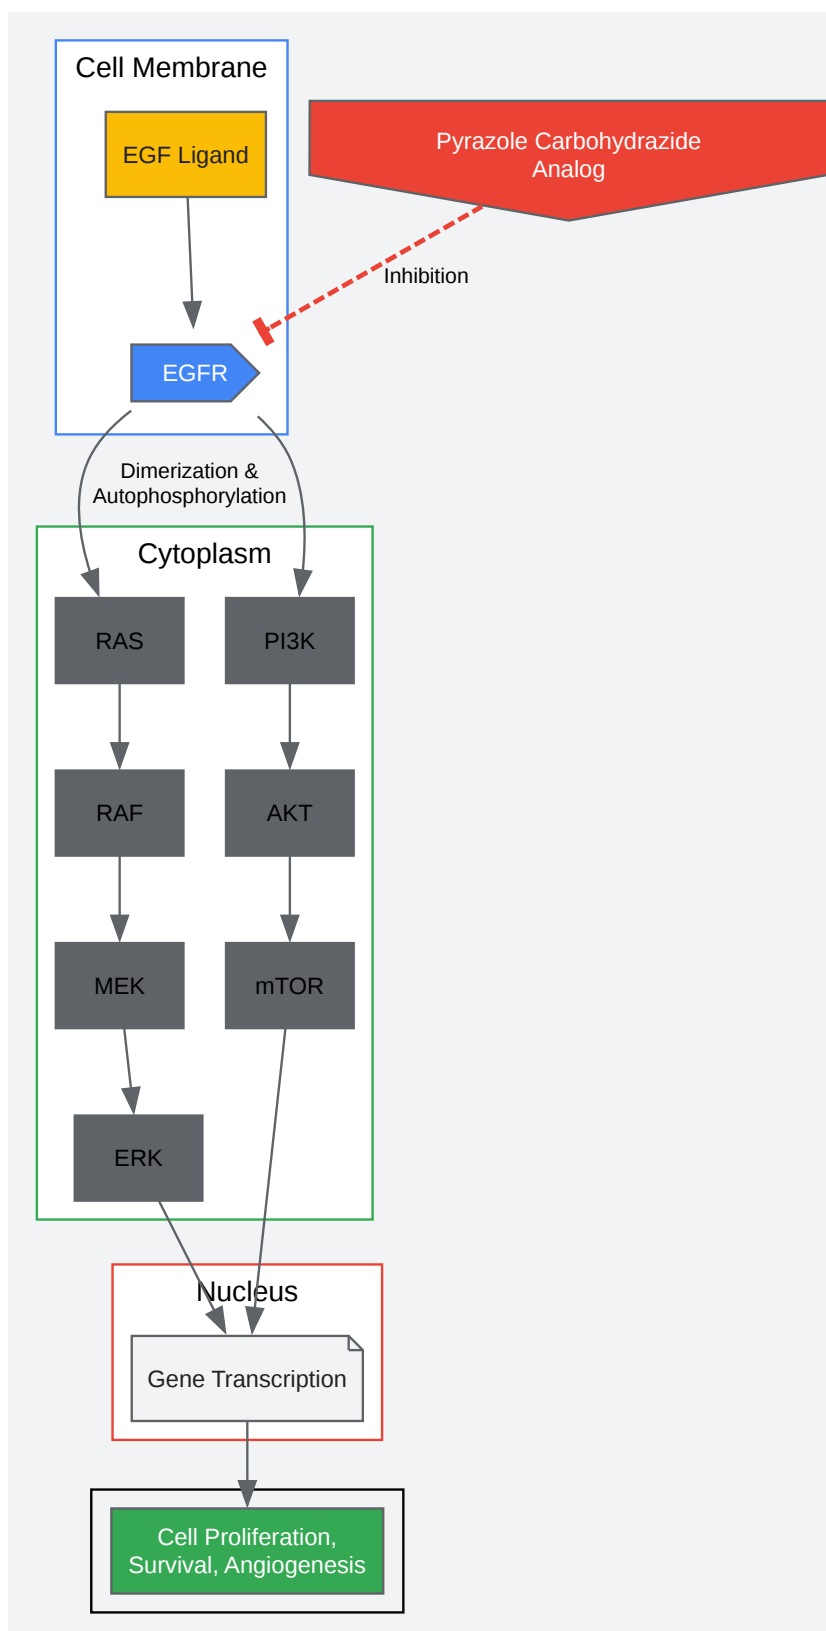 Cell Membrane
EGF Ligand
Pyrazole Carbohydrazide
Analog
Inhibition
EGFR
Dimerization &
Autophosphorylation
Cytoplasm
RAS
PI3K
RAF
AKT
MEK
mTOR
ERK
Nucleus
Gene Transcription
Cell Proliferation,
Survival, Angiogenesis